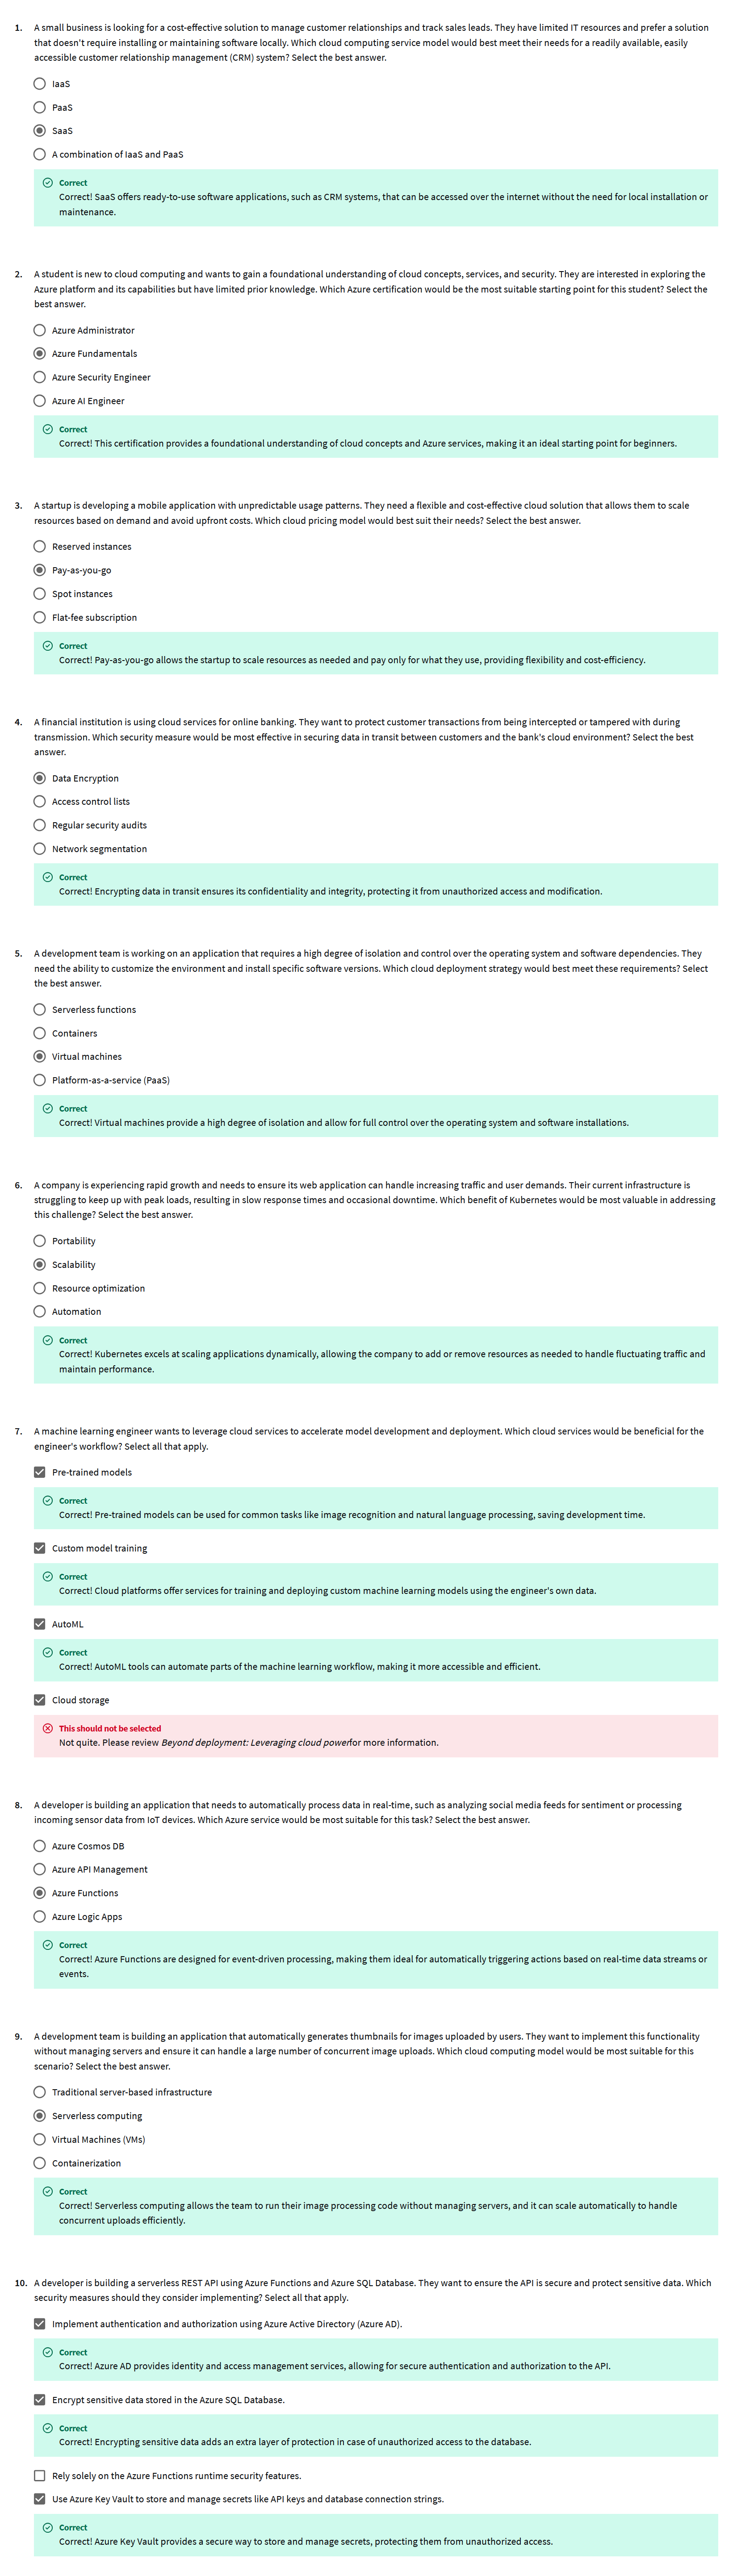 1. A small business is looking for a cost-effective solution to manage customer relationships and track sales leads. They have limited IT resources and prefer a solution
that doesn't require installing or maintaining software locally. Which cloud computing service model would best meet their needs for a readily available, easily
accessible customer relationship management (CRM) system? Select the best answer.
IaaS
PaaS
SaaS
A combination of IaaS and PaaS
Correct
Correct! SaaS offers ready-to-use software applications, such as CRM systems, that can be accessed over the internet without the need for local installation or
maintenance.
2. A student is new to cloud computing and wants to gain a foundational understanding of cloud concepts, services, and security. They are interested in exploring the
Azure platform and its capabilities but have limited prior knowledge. Which Azure certification would be the most suitable starting point for this student? Select the
best answer.
Azure Administrator
Azure Fundamentals
Azure Security Engineer
Azure AI Engineer
Correct
Correct! This certification provides a foundational understanding of cloud concepts and Azure services, making it an ideal starting point for beginners.
3. A startup is developing a mobile application with unpredictable usage patterns. They need a flexible and cost-effective cloud solution that allows them to scale
resources based on demand and avoid upfront costs. Which cloud pricing model would best suit their needs? Select the best answer.
Reserved instances
Pay-as-you-go
Spot instances
Flat-fee subscription
Correct
Correct! Pay-as-you-go allows the startup to scale resources as needed and pay only for what they use, providing flexibility and cost-efficiency.
4. A financial institution is using cloud services for online banking. They want to protect customer transactions from being intercepted or tampered with during
transmission. Which security measure would be most effective in securing data in transit between customers and the bank's cloud environment? Select the best
answer.
Data Encryption
Access control lists
Regular security audits
Network segmentation
Correct
Correct! Encrypting data in transit ensures its confidentiality and integrity, protecting it from unauthorized access and modification.
5. A development team is working on an application that requires a high degree of isolation and control over the operating system and software dependencies. They
need the ability to customize the environment and install specific software versions. Which cloud deployment strategy would best meet these requirements? Select
the best answer.
Serverless functions
Containers
Virtual machines
Platform-as-a-service (PaaS)
Correct
Correct! Virtual machines provide a high degree of isolation and allow for full control over the operating system and software installations.
6. A company is experiencing rapid growth and needs to ensure its web application can handle increasing traffic and user demands. Their current infrastructure is
struggling to keep up with peak loads, resulting in slow response times and occasional downtime. Which benefit of Kubernetes would be most valuable in addressing
this challenge? Select the best answer.
Portability
Scalability
Resource optimization
Automation
Correct
Correct! Kubernetes excels at scaling applications dynamically, allowing the company to add or remove resources as needed to handle fluctuating traffic and
maintain performance.
7. A machine learning engineer wants to leverage cloud services to accelerate model development and deployment. Which cloud services would be beneficial for the
engineer's workflow? Select all that apply.
Pre-trained models
Correct
Correct! Pre-trained models can be used for common tasks like image recognition and natural language processing, saving development time.
Custom model training
Correct
Correct! Cloud platforms offer services for training and deploying custom machine learning models using the engineer's own data.
AutoML
Correct
Correct! AutoML tools can automate parts of the machine learning workflow, making it more accessible and efficient.
Cloud storage
This should not be selected
Not quite. Please review Beyond deployment: Leveraging cloud powerfor more information.
8. A developer is building an application that needs to automatically process data in real-time, such as analyzing social media feeds for sentiment or processing
incoming sensor data from IoT devices. Which Azure service would be most suitable for this task? Select the best answer.
Azure Cosmos DB
Azure API Management
Azure Functions
Azure Logic Apps
Correct
Correct! Azure Functions are designed for event-driven processing, making them ideal for automatically triggering actions based on real-time data streams or
events.
9. A development team is building an application that automatically generates thumbnails for images uploaded by users. They want to implement this functionality
without managing servers and ensure it can handle a large number of concurrent image uploads. Which cloud computing model would be most suitable for this
scenario? Select the best answer.
Traditional server-based infrastructure
Serverless computing
Virtual Machines (VMs)
Containerization
Correct
Correct! Serverless computing allows the team to run their image processing code without managing servers, and it can scale automatically to handle
concurrent uploads efficiently.
10. A developer is building a serverless REST API using Azure Functions and Azure SQL Database. They want to ensure the API is secure and protect sensitive data. Which
security measures should they consider implementing? Select all that apply.
Implement authentication and authorization using Azure Active Directory (Azure AD).
Correct
Correct! Azure AD provides identity and access management services, allowing for secure authentication and authorization to the API.
Encrypt sensitive data stored in the Azure SQL Database.
Correct
Correct! Encrypting sensitive data adds an extra layer of protection in case of unauthorized access to the database.
Rely solely on the Azure Functions runtime security features.
Use Azure Key Vault to store and manage secrets like API keys and database connection strings.
Correct
Correct! Azure Key Vault provides a secure way to store and manage secrets, protecting them from unauthorized access.